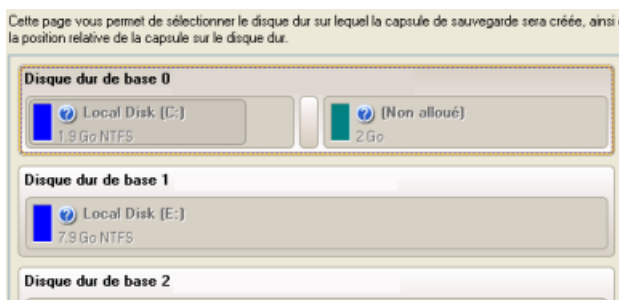 Cette page vous permet de sélectionner le disque dur sur lequel la capsule de sauvegarde sera créée, ainsi
la position relative de la capsule sur le disque dur.
Disque dur de base 0
Local Disk (C:) (Non alloué)
1.9 Go NTFS 2 Go
Disque dur de base 1
Local Disk (E:)
7.9 Go NTFS
Disque dur de base 2